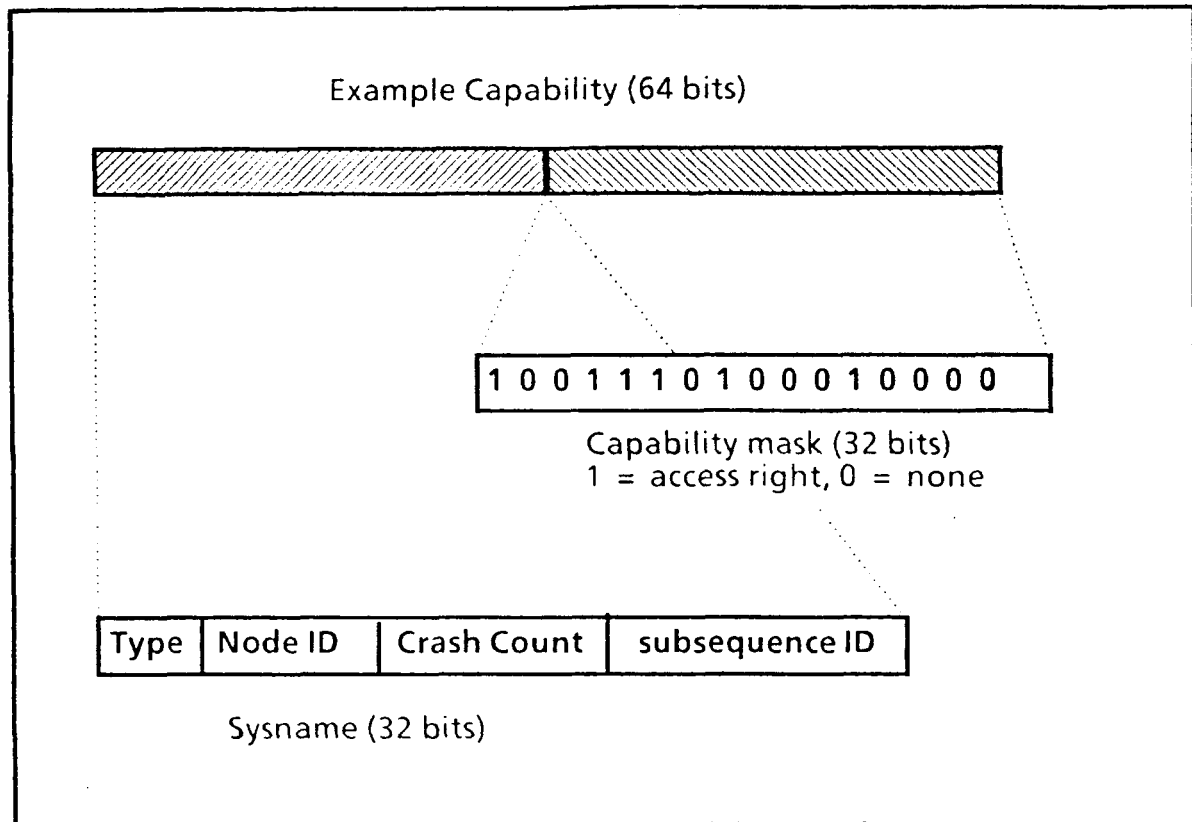 Example Capability (64 bits)
1 0 0 1 1 1 0 1 0 0 0 1 0 0 0 0
Capability mask (32 bits)
1 = access right, 0 = none
Type Node ID Crash Count subsequence ID
Sysname (32 bits)